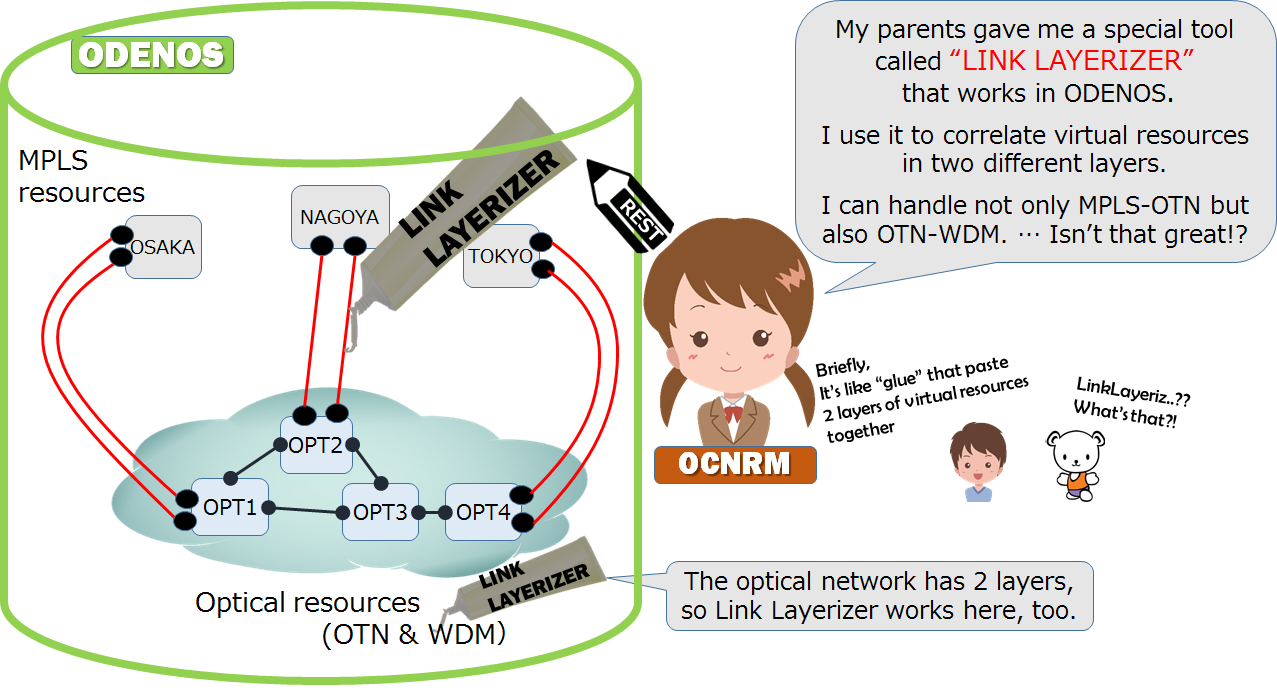 ODENOS
My parents gave me a special tool
called “LINK LAYERIZER”
that works in ODENOS.
I use it to correlate virtual resources
in two different layers.
I can handle not only MPLS-OTN but
also OTN-WDM. … Isn’t that great!?
MPLS
resources
OSAKA
NAGOYA
LINK
LAYERIZER
TOKYO
REST
OCNRM
Briefly,
It’s like “glue” that paste
2 layers of virtual resources
together
LinkLayeriz..??
What’s that?!
OPT2
OPT1
OPT3
OPT4
LINK
LAYERIZER
Optical resources
(OTN & WDM)
The optical network has 2 layers,
so Link Layerizer works here, too.